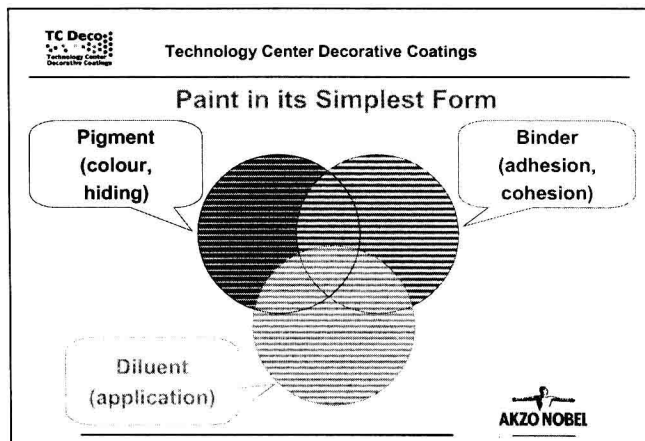 TC Deco
Technology Center
Decorative Coatings
Technology Center Decorative Coatings
Paint in its Simplest Form
Pigment
(colour,
hiding)
Binder
(adhesion,
cohesion)
Diluent
(application)
AKZO NOBEL